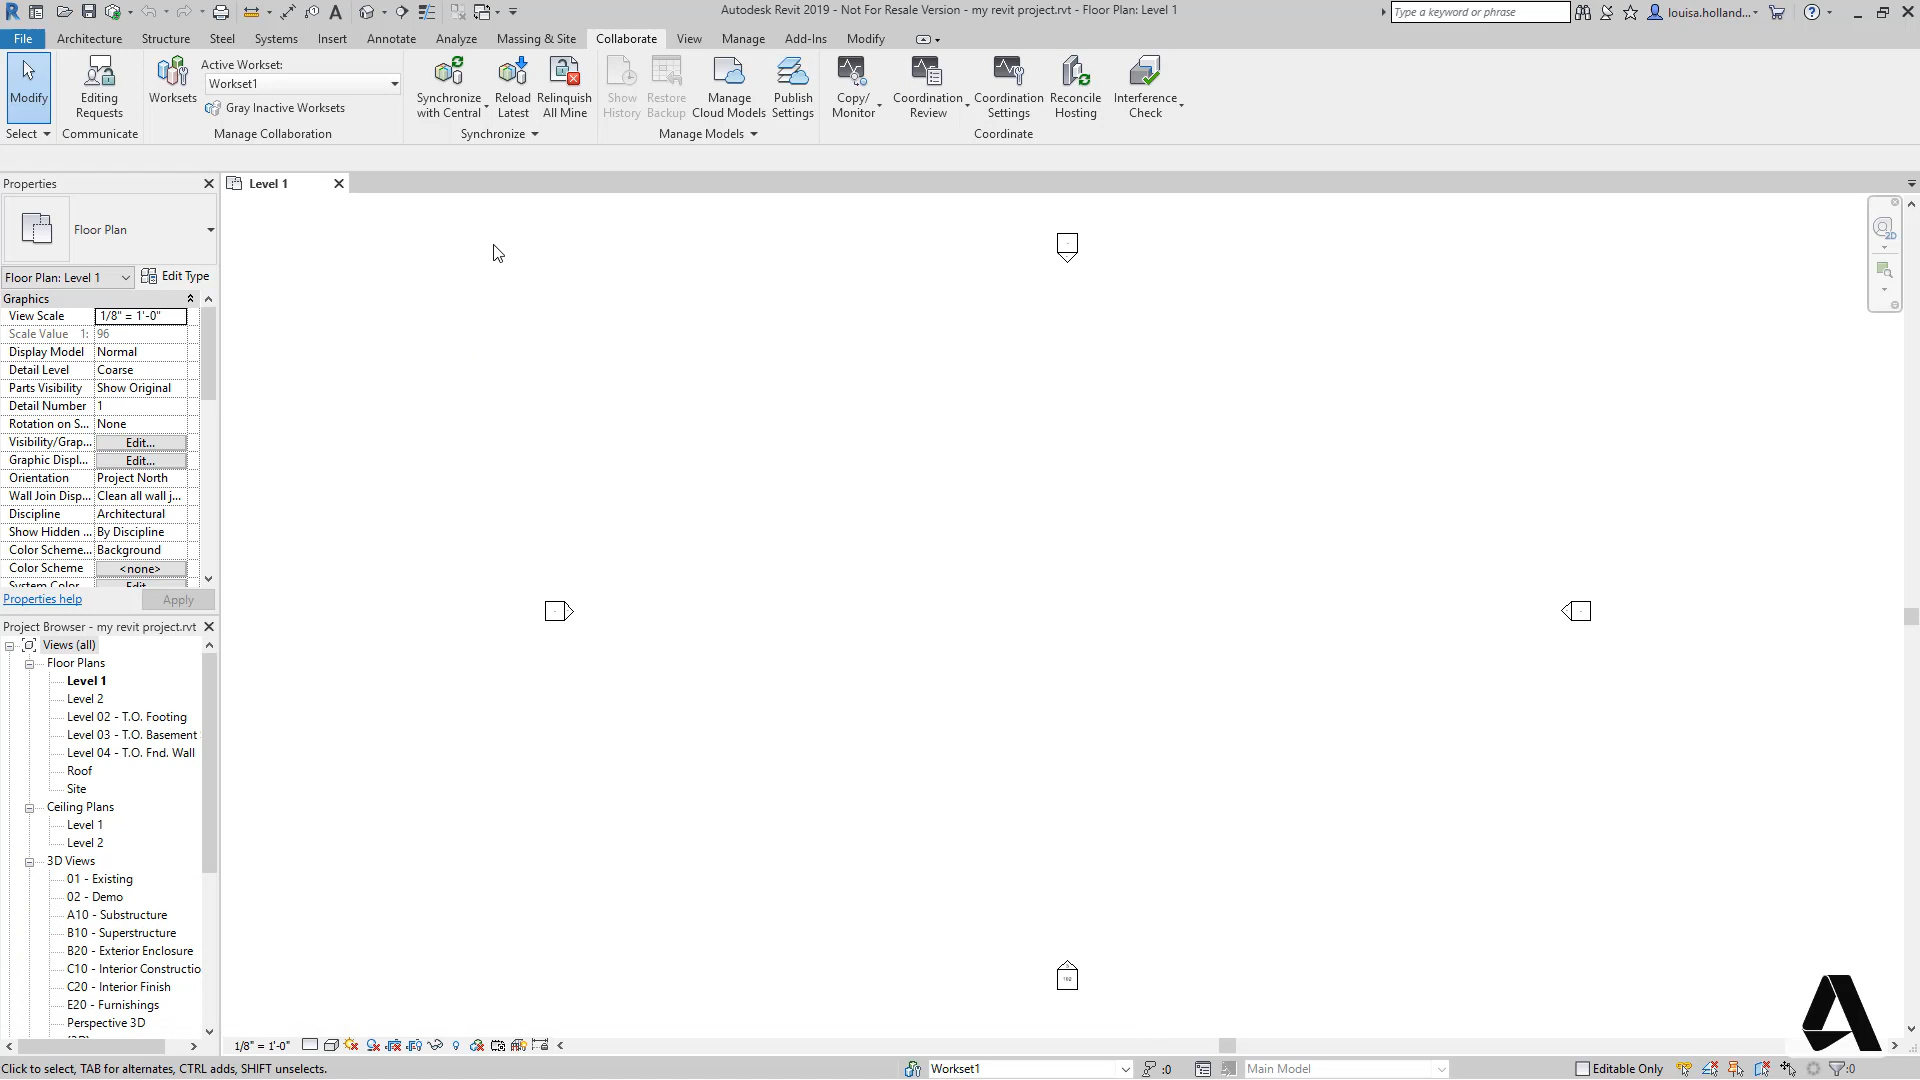 Autodesk Revit 2019 - Not For Resale Version - my revit project.rvt - Floor Plan: Level 1
Type a keyword or phrase
louisa.holland...
File Architecture Structure Steel Systems Insert Annotate Analyze Massing & Site Collaborate View Manage Add-Ins Modify
Modify
Editing
Requests
Worksets
Active Workset:
Workset1
Gray Inactive Worksets
Synchronize
with Central
Reload
Latest
Relinquish
All Mine
Show
History
Restore
Backup
Manage
Cloud Models
Publish
Settings
Copy/
Monitor
Coordination
Review
Coordination
Settings
Reconcile
Hosting
Interference
Check
Select Communicate Manage Collaboration Synchronize Manage Models Coordinate
Properties
Level 1
Floor Plan
Floor Plan: Level 1 Edit Type
Graphics
View Scale 1/8" = 1'-0"
Scale Value 1: 96
Display Model Normal
Detail Level Coarse
Parts Visibility Show Original
Detail Number 1
Rotation on S... None
Visibility/Grap... Edit...
Graphic Displ... Edit...
Orientation Project North
Wall Join Disp... Clean all wall j...
Discipline Architectural
Show Hidden ... By Discipline
Color Scheme... Background
Color Scheme <none>
System Color Edit
Properties help Apply
Project Browser - my revit project.rvt
Views (all)
Floor Plans
Level 1
Level 2
Level 02 - T.O. Footing
Level 03 - T.O. Basement
Level 04 - T.O. Fnd. Wall
Roof
Site
Ceiling Plans
Level 1
Level 2
3D Views
01 - Existing
02 - Demo
A10 - Substructure
B10 - Superstructure
B20 - Exterior Enclosure
C10 - Interior Constructio
C20 - Interior Finish
E20 - Furnishings
Perspective 3D
1/8" = 1'-0"
Click to select, TAB for alternates, CTRL adds, SHIFT unselects.
Workset1
:0
Main Model
Editable Only
:0
2D